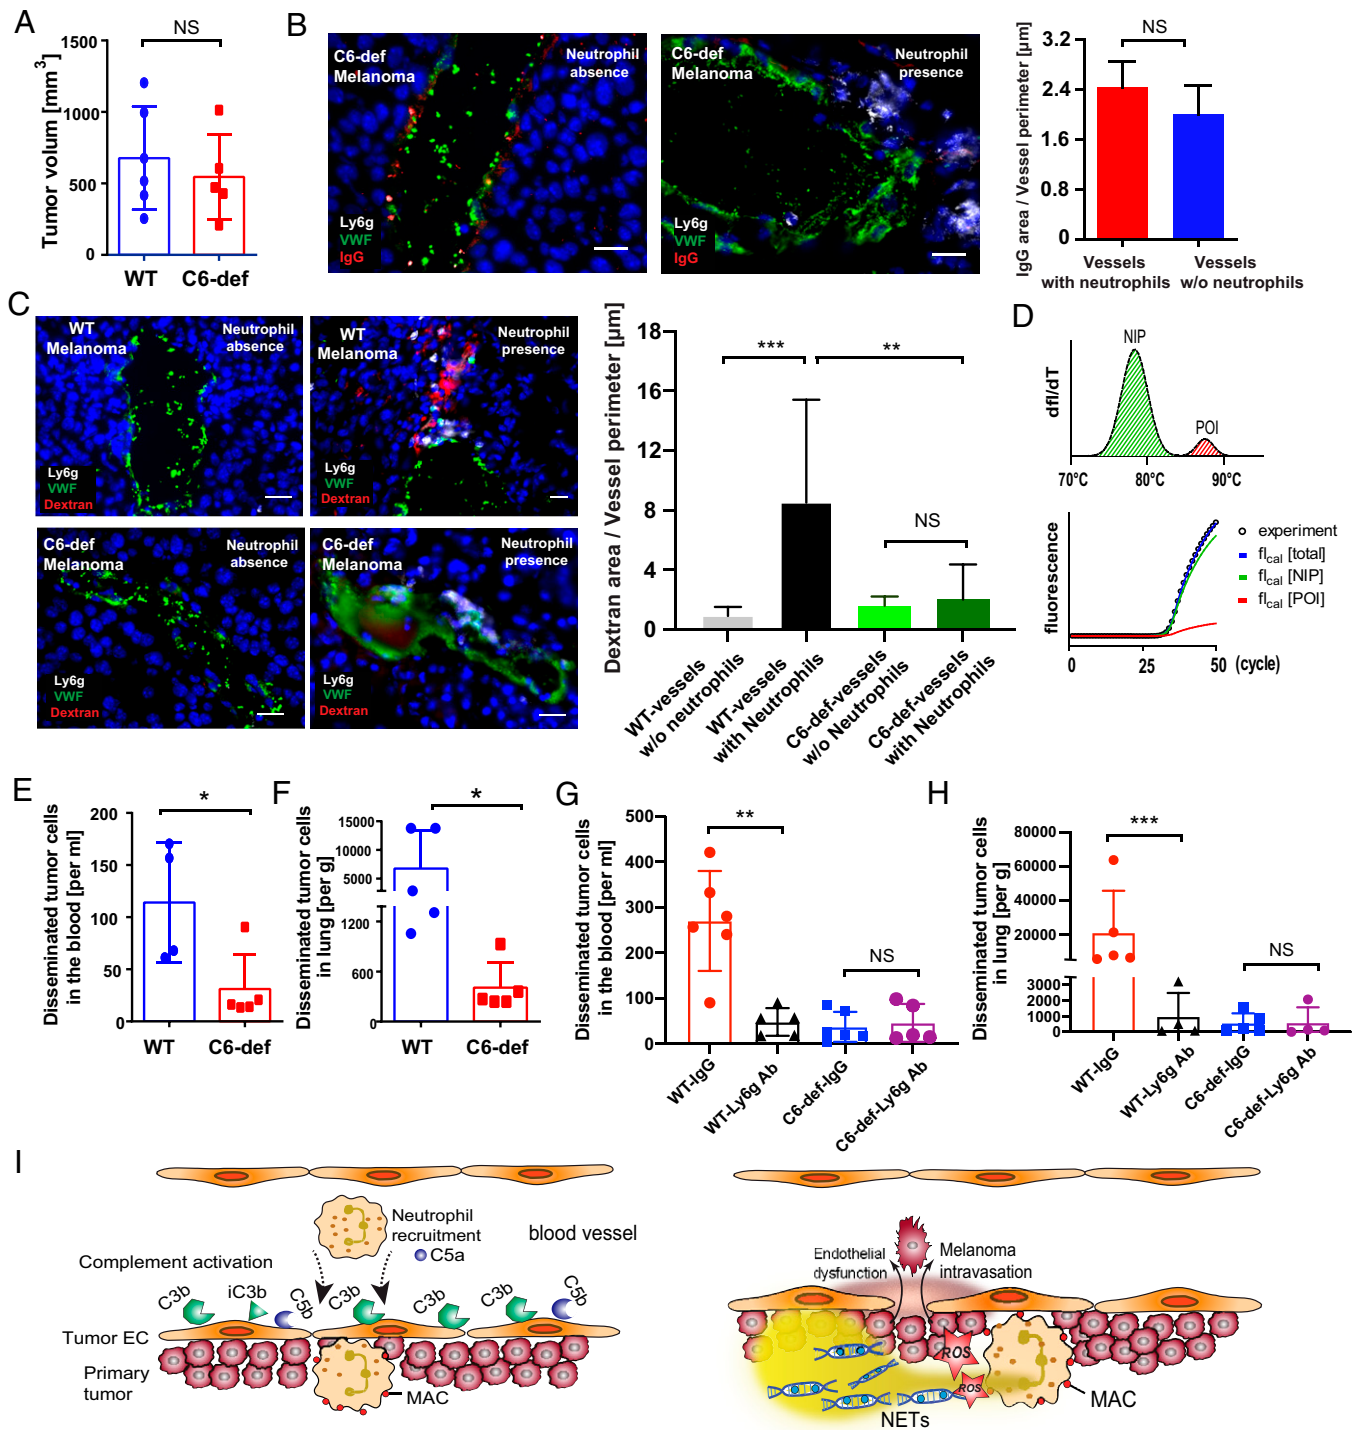 A
NS
1500
1000
500
0
Tumor volum [mm3]
WT
C6-def
B
C6-def
Melanoma
Neutrophil
absence
Ly6g
VWF
IgG
C6-def
Melanoma
Neutrophil
presence
Ly6g
VWF
IgG
NS
3.2
2.4
1.6
0.8
0
IgG area / Vessel perimeter [µm]
Vessels
with neutrophils
Vessels
w/o neutrophils
C
WT
Melanoma
Neutrophil
absence
Ly6g
VWF
Dextran
WT
Melanoma
Neutrophil
presence
Ly6g
VWF
Dextran
C6-def
Melanoma
Neutrophil
absence
Ly6g
VWF
Dextran
C6-def
Melanoma
Neutrophil
presence
Ly6g
VWF
Dextran
18
16
12
8
4
0
Dextran area / Vessel perimeter [µm]
***
**
NS
WT-vessels
w/o neutrophils
WT-vessels
with Neutrophils
C6-def-vessels
w/o Neutrophils
C6-def-vessels
with Neutrophils
D
NIP
POI
dfl/dT
70°C
80°C
90°C
fluorescence
experiment
flcal [total]
flcal [NIP]
flcal [POI]
0
25
50
(cycle)
E
*
200
150
100
50
0
Disseminated tumor cells
in the blood [per ml]
WT
C6-def
F
*
15000
10000
5000
1200
600
0
Disseminated tumor cells
in lung [per g]
WT
C6-def
G
**
NS
500
400
300
200
100
0
Disseminated tumor cells
in the blood [per ml]
WT-IgG
WT-Ly6g Ab
C6-def-IgG
C6-def-Ly6g Ab
H
***
NS
80000
60000
40000
20000
0
3000
2000
1000
0
Disseminated tumor cells
in lung [per g]
WT-IgG
WT-Ly6g Ab
C6-def-IgG
C6-def-Ly6g Ab
I
Neutrophil
recruitment
C5a
blood vessel
Complement activation
C3b
iC3b
C5b
C3b
C3b
C3b
C5b
Tumor EC
Primary
tumor
MAC
Endothelial
dysfunction
Melanoma
intravasation
ROS
ROS
NETs
MAC